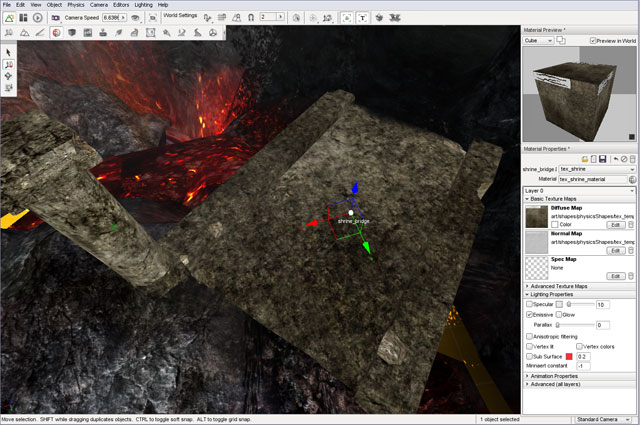 File Edit View Object Physics Camera Editors Lighting Help
Camera Speed 6.6386 World Settings 2
Material Preview *
Cube Preview in World
Material Properties *
shrine_bridge.( tex_shrine
Material tex_shrine_material
Layer 0
Basic Texture Maps
Diffuse Map
art/shapes/physicsShapes/tex_temp
Color Edit
Normal Map
art/shapes/physicsShapes/tex_temp
Edit
Spec Map
None
Edit
Advanced Texture Maps
Lighting Properties
Specular 10
Emissive Glow
Parallax 0
Anisotropic filtering
Vertex lit Vertex colors
Sub Surface 0.2
Minnaert constant -1
Animation Properties
Advanced (all layers)
shrine_bridge
Move selection. SHIFT while dragging duplicates objects. CTRL to toggle soft snap. ALT to toggle grid snap. 1 object selected Standard Camera